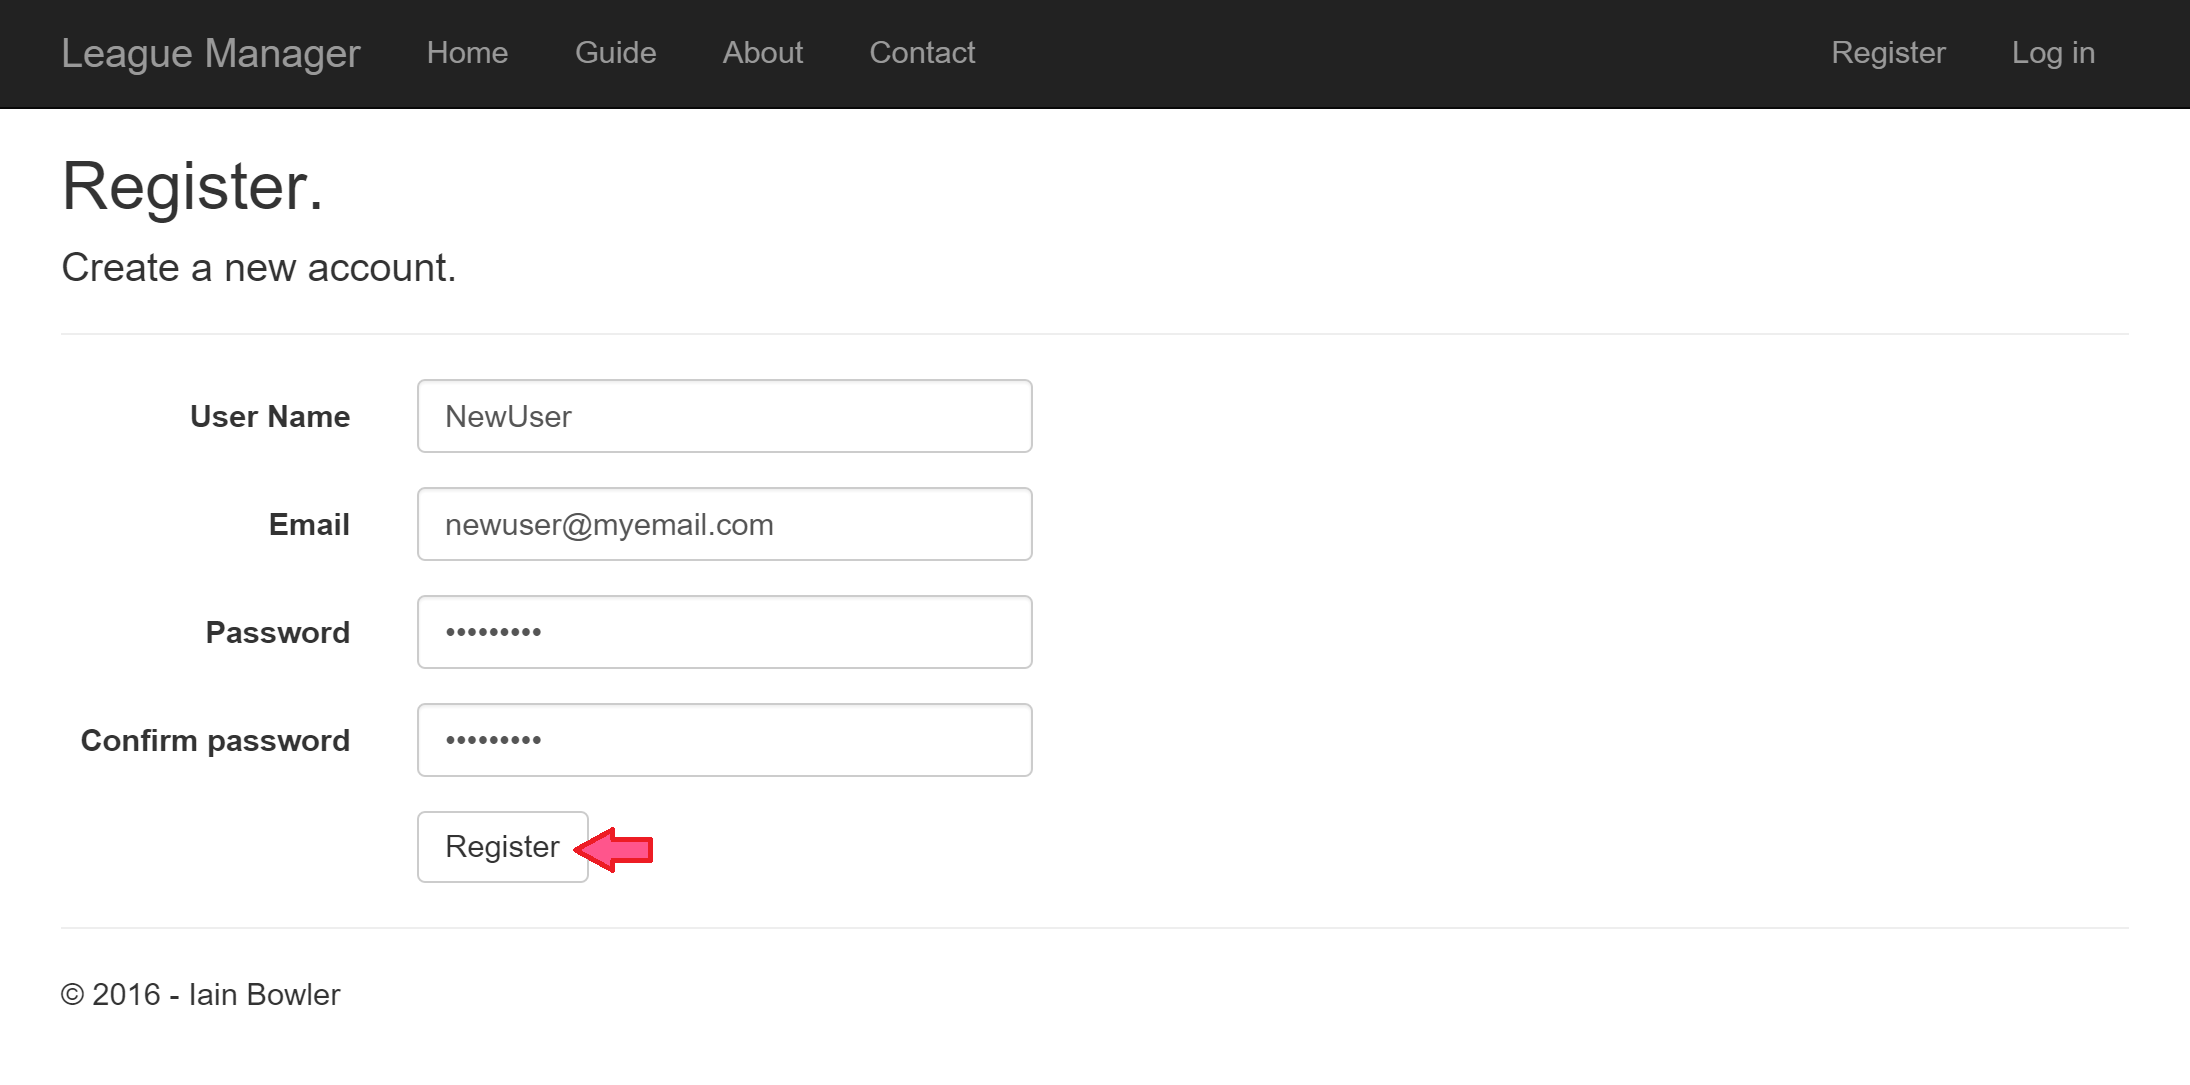 League Manager Home Guide About Contact Register Log in
Register.
Create a new account.
User Name NewUser
Email newuser@myemail.com
Password •••••••••
Confirm password •••••••••
Register
© 2016 - Iain Bowler